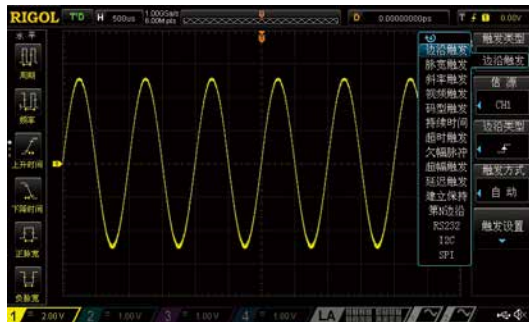 RIGOL T'D H 500us 1.00GSa/s 6.00M pts D 0.00000000ps T 1 0.00V
水平
周期
频率
上升时间
下降时间
正脉宽
负脉宽
边沿触发
脉宽触发
斜率触发
视频触发
码型触发
持续时间
超时触发
欠幅脉冲
超幅触发
延迟触发
建立保持
第N边沿
RS232
I2C
SPI
触发类型
边沿触发
信源
CH1
边沿类型
触发方式
自动
触发设置
1 = 2.00 V 2 = 1.00 V 3 = 1.00 V 4 = 1.00 V LA